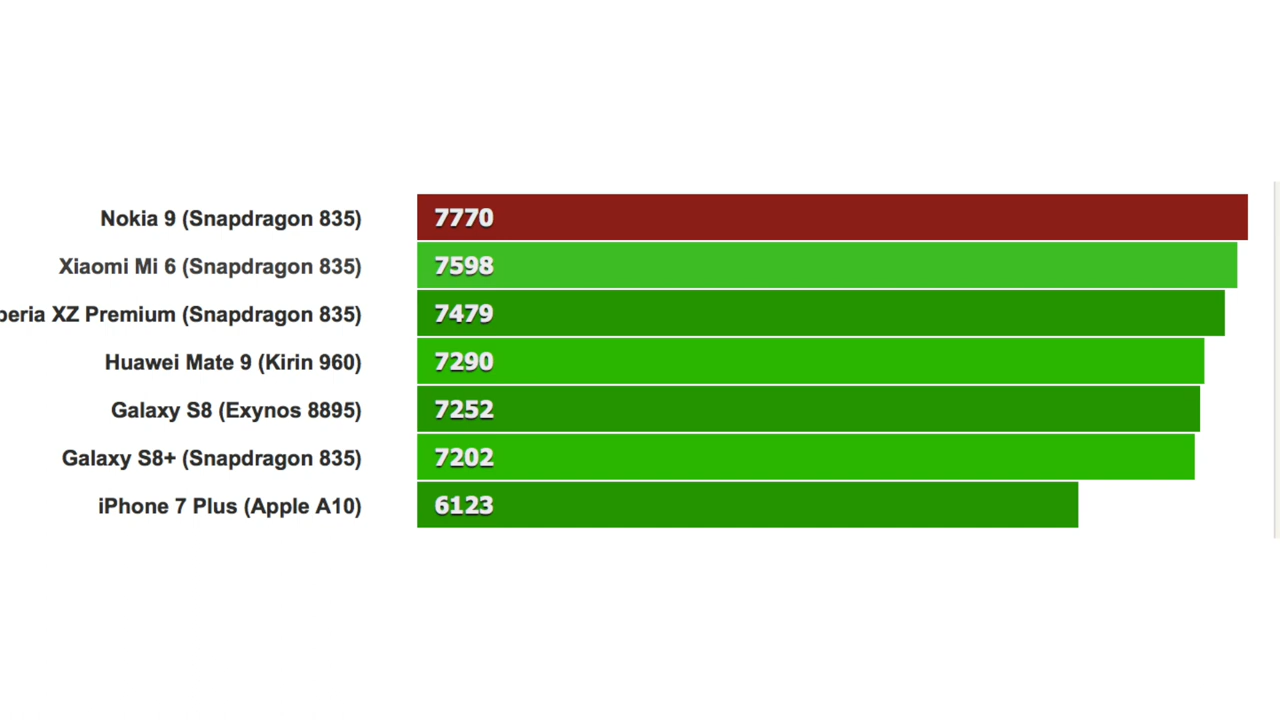 Nokia 9 (Snapdragon 835) 7770
Xiaomi Mi 6 (Snapdragon 835) 7598
XZ Premium (Snapdragon 835) 7479
Huawei Mate 9 (Kirin 960) 7290
Galaxy S8 (Exynos 8895) 7252
Galaxy S8+ (Snapdragon 835) 7202
iPhone 7 Plus (Apple A10) 6123